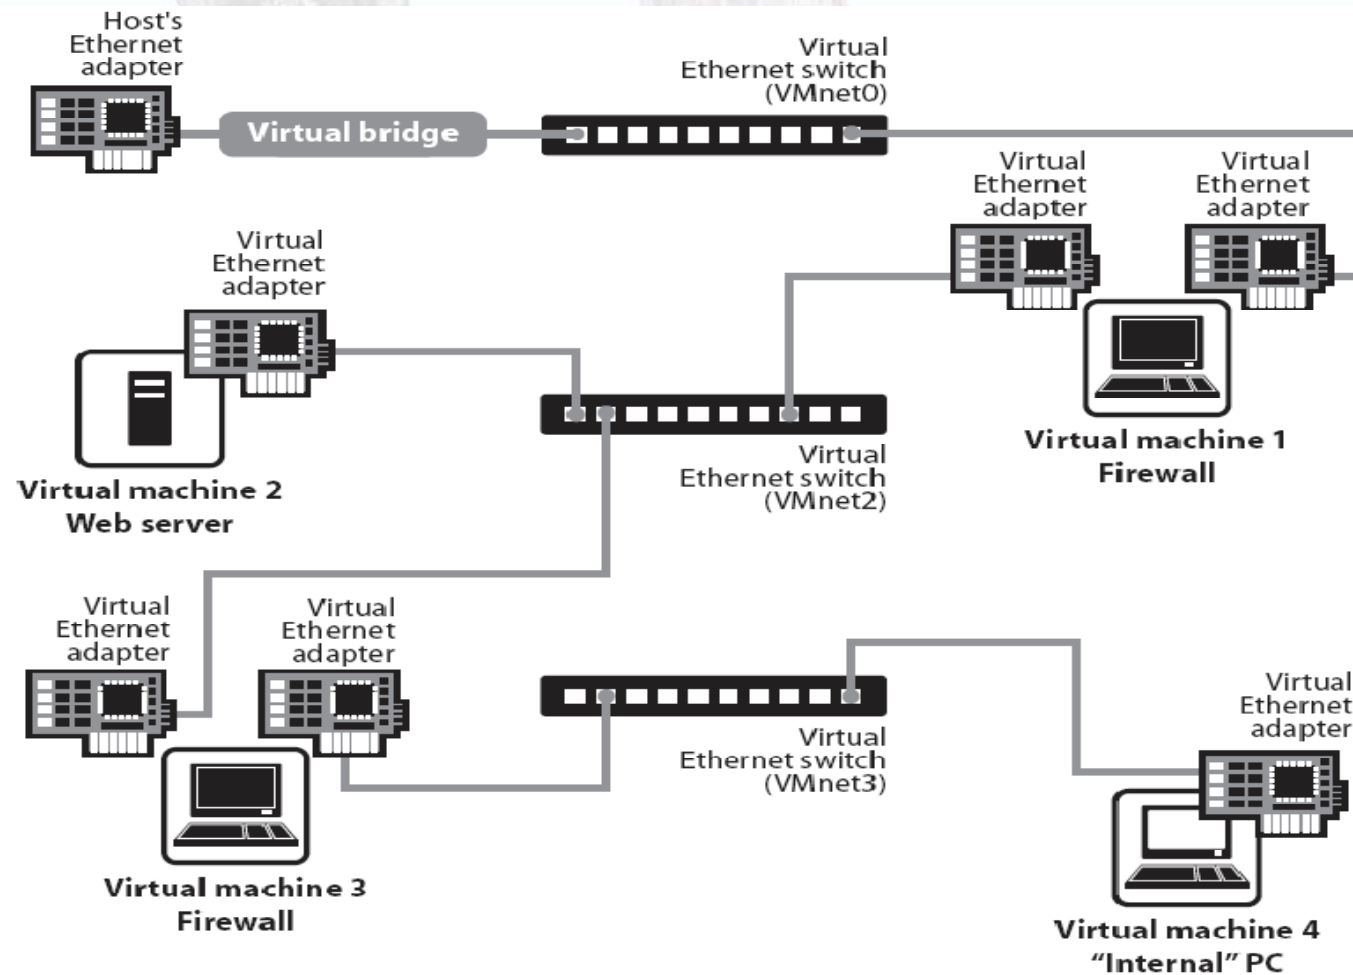 Host's
Ethernet
adapter
Virtual
Ethernet switch
(VMnet0)
Virtual bridge
Virtual
Ethernet
adapter
Virtual
Ethernet
adapter
Virtual
Ethernet
adapter
Virtual machine 1
Firewall
Virtual
Ethernet switch
(VMnet2)
Virtual machine 2
Web server
Virtual
Ethernet
adapter
Virtual
Ethernet
adapter
Virtual
Ethernet switch
(VMnet3)
Virtual
Ethernet
adapter
Virtual machine 3
Firewall
Virtual machine 4
“Internal” PC